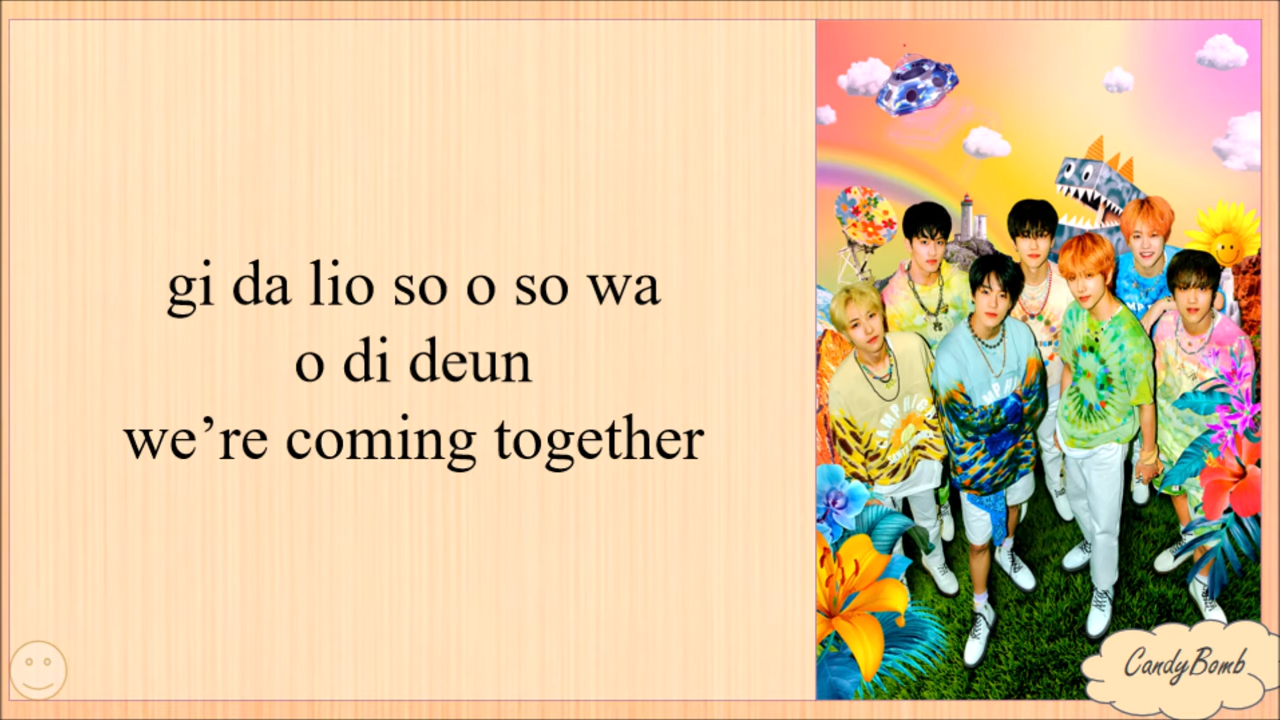 gi da lio so o so wa
o di deun
we’re coming together
CandyBomb